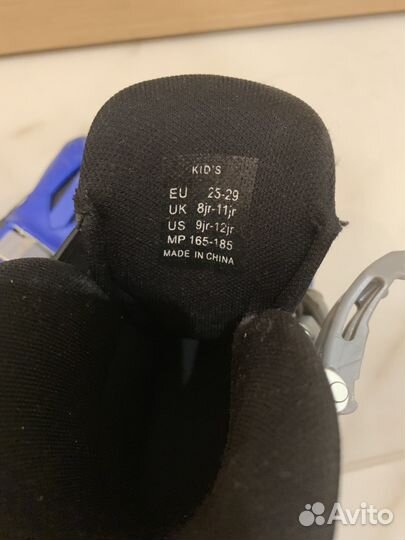 KID'S
EU 25-29
UK 8jr-11jr
US 9jr-12jr
MP 165-185
MADE IN CHINA
Avito